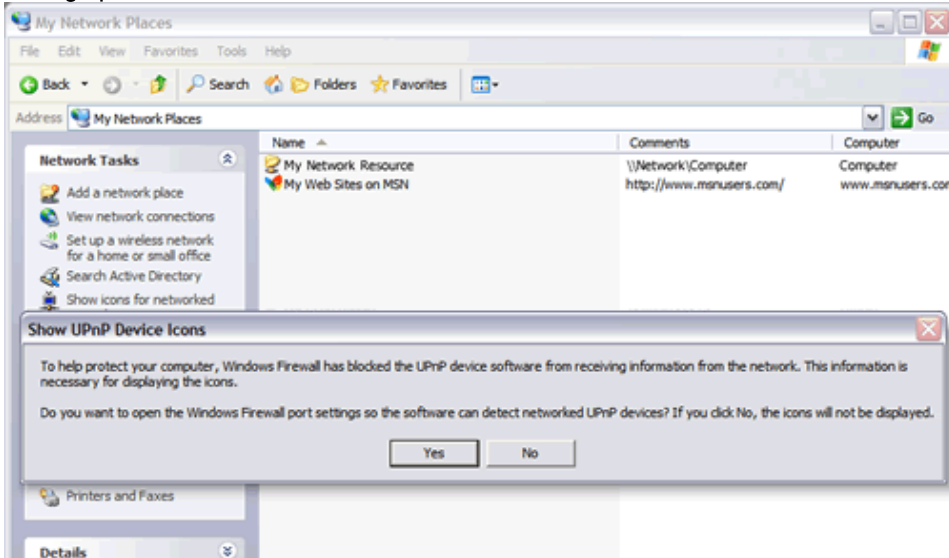 My Network Places
File Edit View Favorites Tools Help
Back Search Folders Favorites
Address My Network Places Go
Name Comments Computer
Network Tasks
My Network Resource \\Network\Computer Computer
My Web Sites on MSN http://www.msnusers.com/ www.msnusers.cor
Add a network place
View network connections
Set up a wireless network
for a home or small office
Search Active Directory
Show icons for networked
Show UPnP Device Icons
To help protect your computer, Windows Firewall has blocked the UPnP device software from receiving information from the network. This information is
necessary for displaying the icons.
Do you want to open the Windows Firewall port settings so the software can detect networked UPnP devices? If you click No, the icons will not be displayed.
Yes No
Printers and Faxes
Details